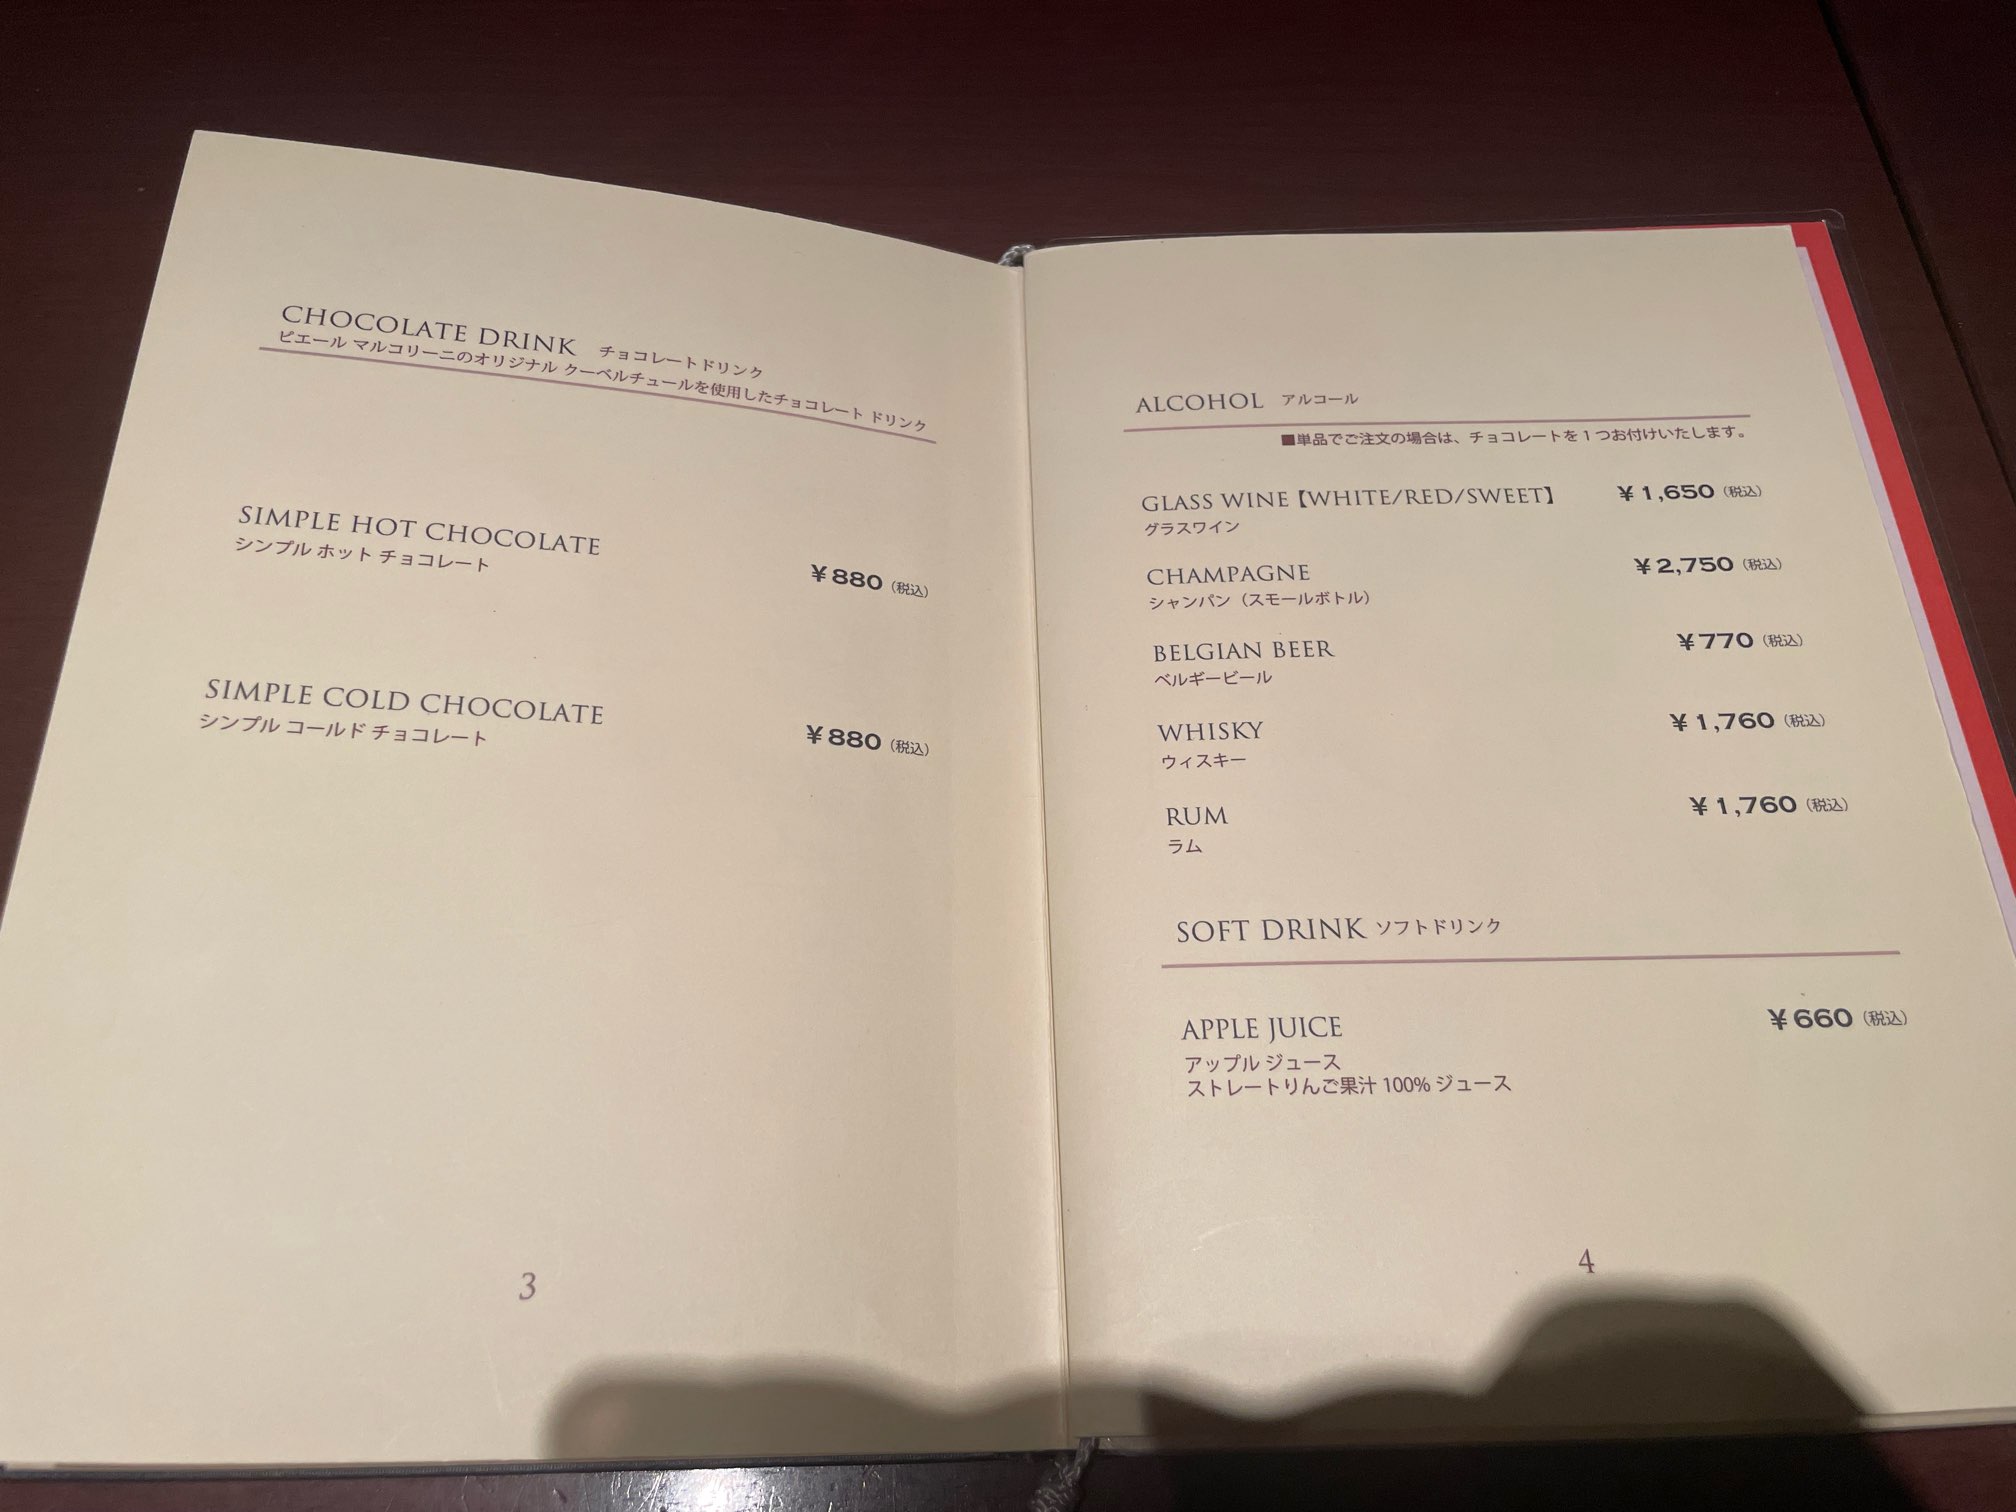 CHOCOLATE DRINK チョコレートドリンク
ピエール マルコリーニのオリジナル クーベルチュールを使用したチョコレート ドリンク
SIMPLE HOT CHOCOLATE
シンプル ホット チョコレート
¥880（税込）
SIMPLE COLD CHOCOLATE
シンプル コールド チョコレート
¥880（税込）
3
ALCOHOL アルコール
■単品でご注文の場合は、チョコレートを1つお付けいたします。
GLASS WINE【WHITE/RED/SWEET】 ¥1,650（税込）
グラスワイン
CHAMPAGNE ¥2,750（税込）
シャンパン（スモールボトル）
BELGIAN BEER ¥770（税込）
ベルギービール
WHISKY ¥1,760（税込）
ウィスキー
RUM ¥1,760（税込）
ラム
SOFT DRINK ソフトドリンク
APPLE JUICE ¥660（税込）
アップル ジュース
ストレートりんご果汁100%ジュース
4